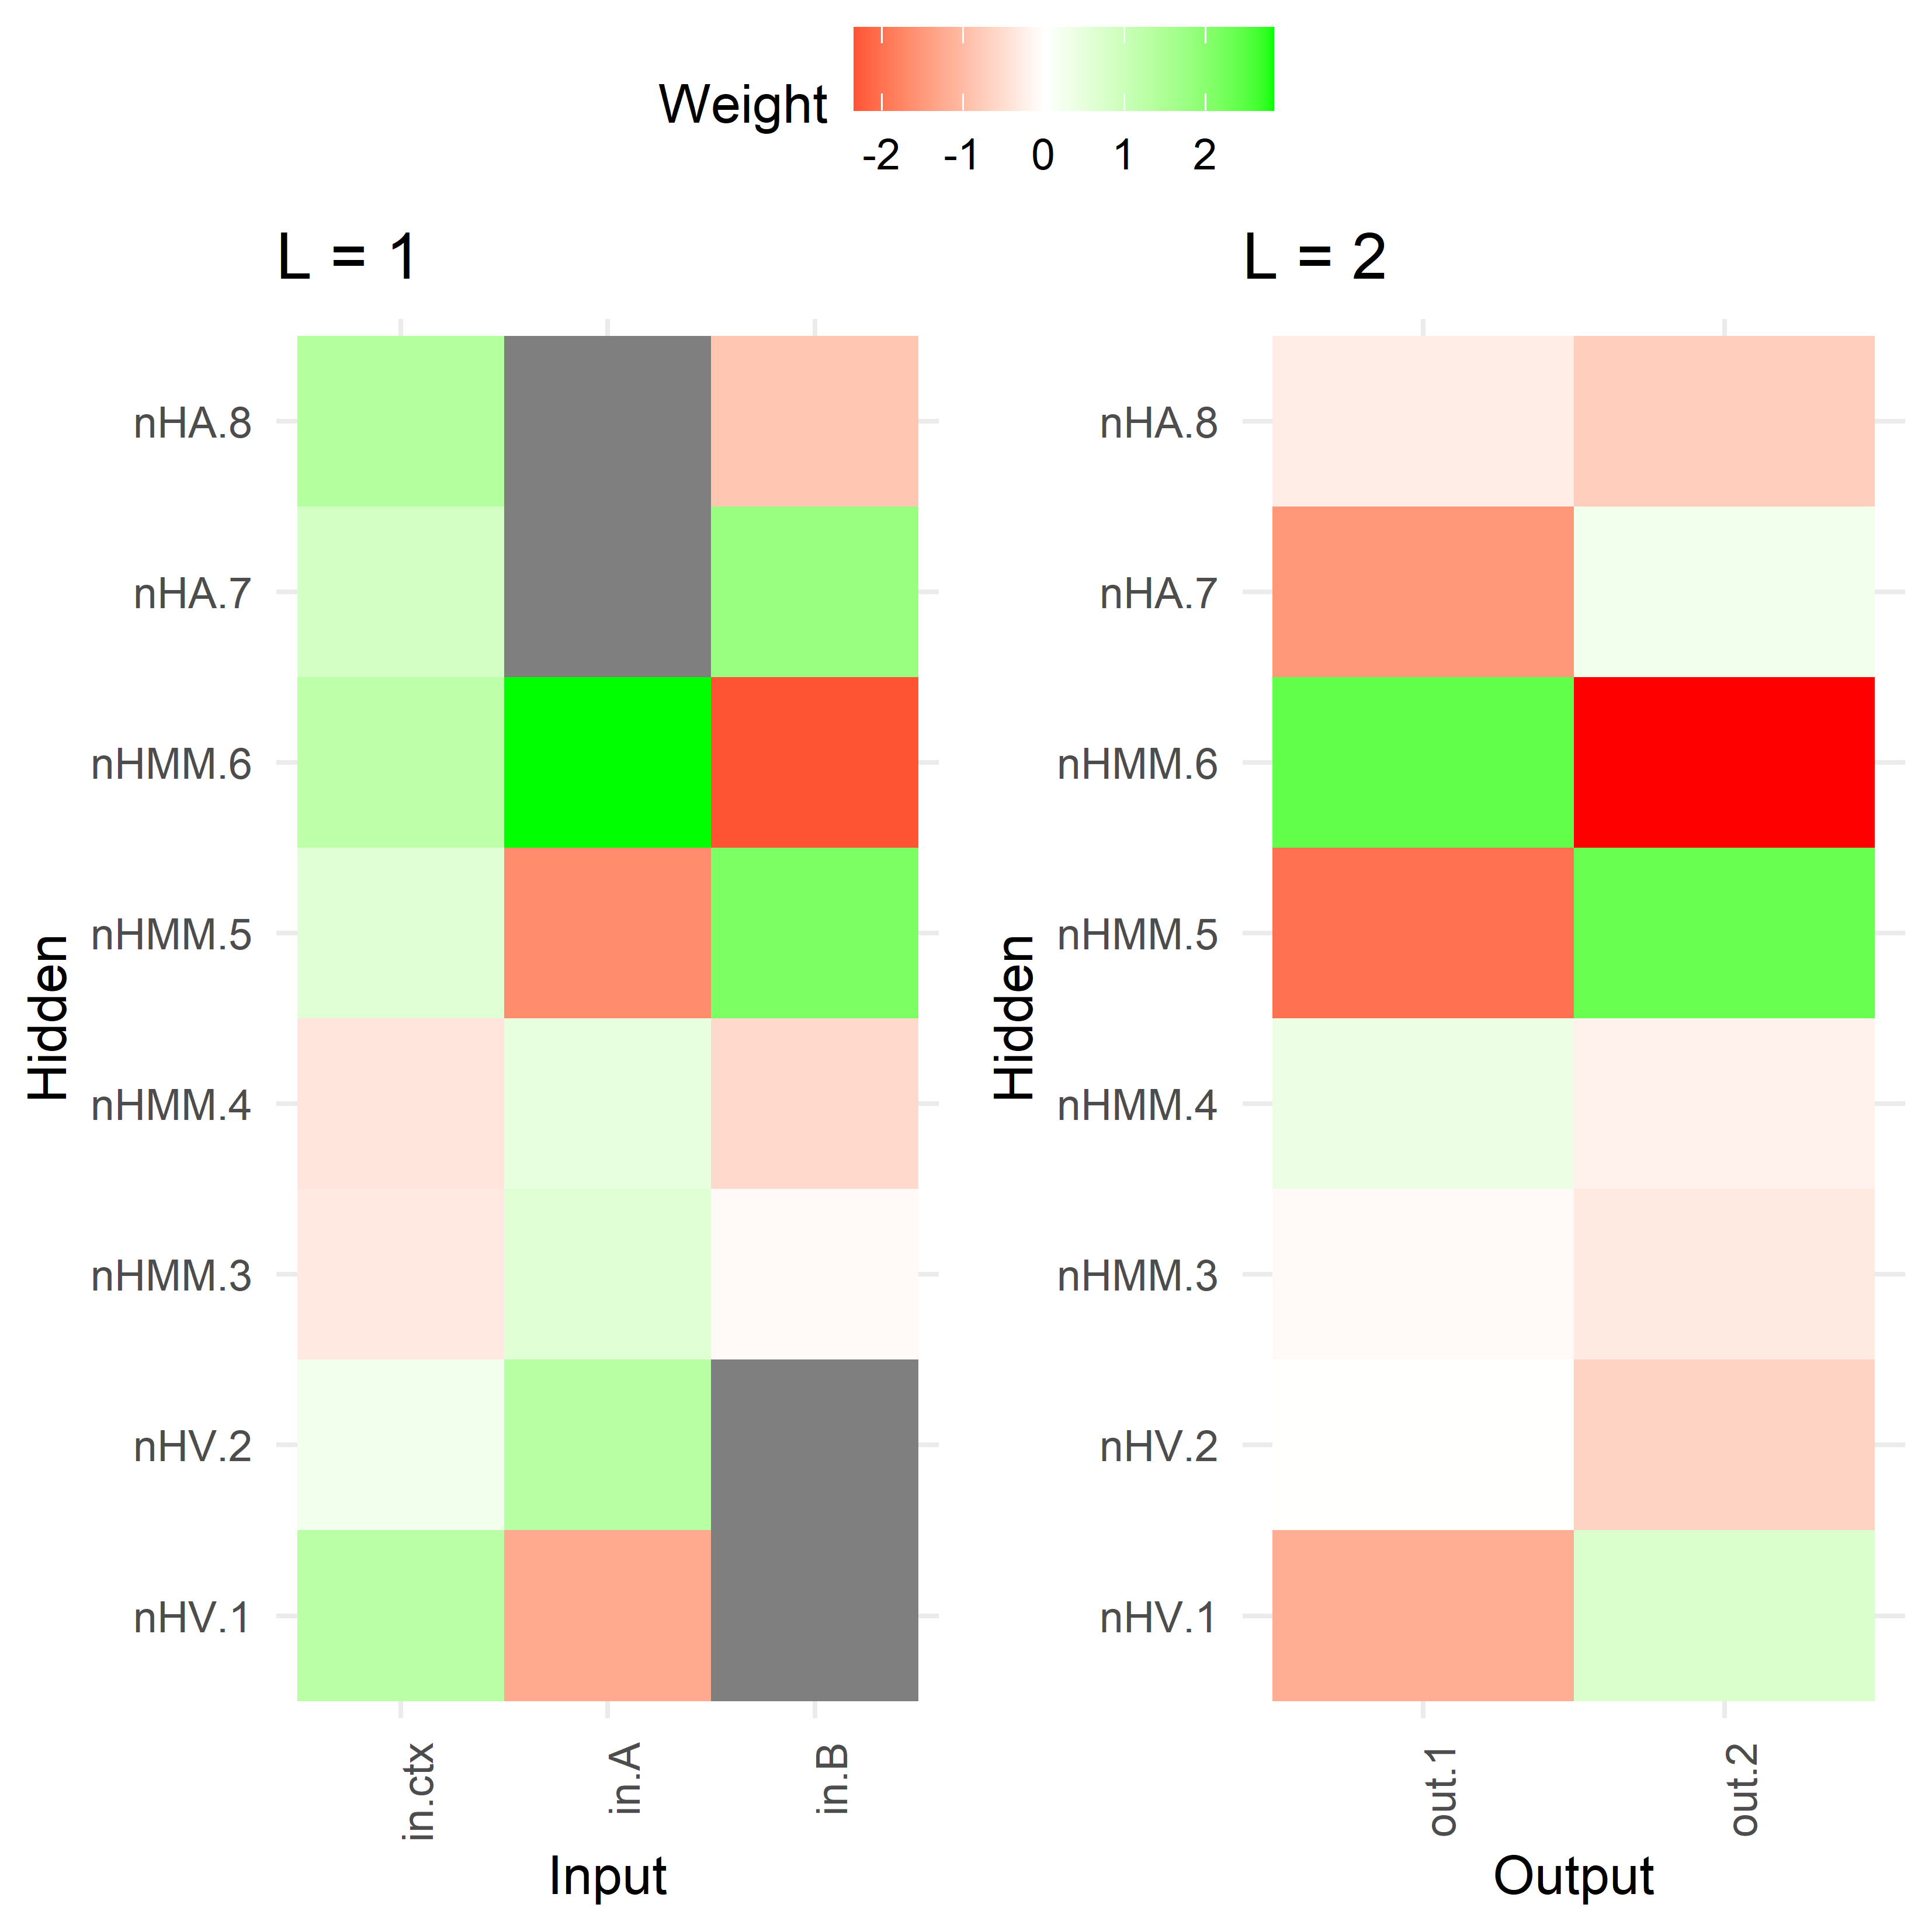 Weight
-2 -1 0 1 2
L = 1
L = 2
Hidden
nHA.8
nHA.7
nHMM.6
nHMM.5
nHMM.4
nHMM.3
nHV.2
nHV.1
in.ctx
in.A
in.B
Input
Hidden
nHA.8
nHA.7
nHMM.6
nHMM.5
nHMM.4
nHMM.3
nHV.2
nHV.1
out.1
out.2
Output